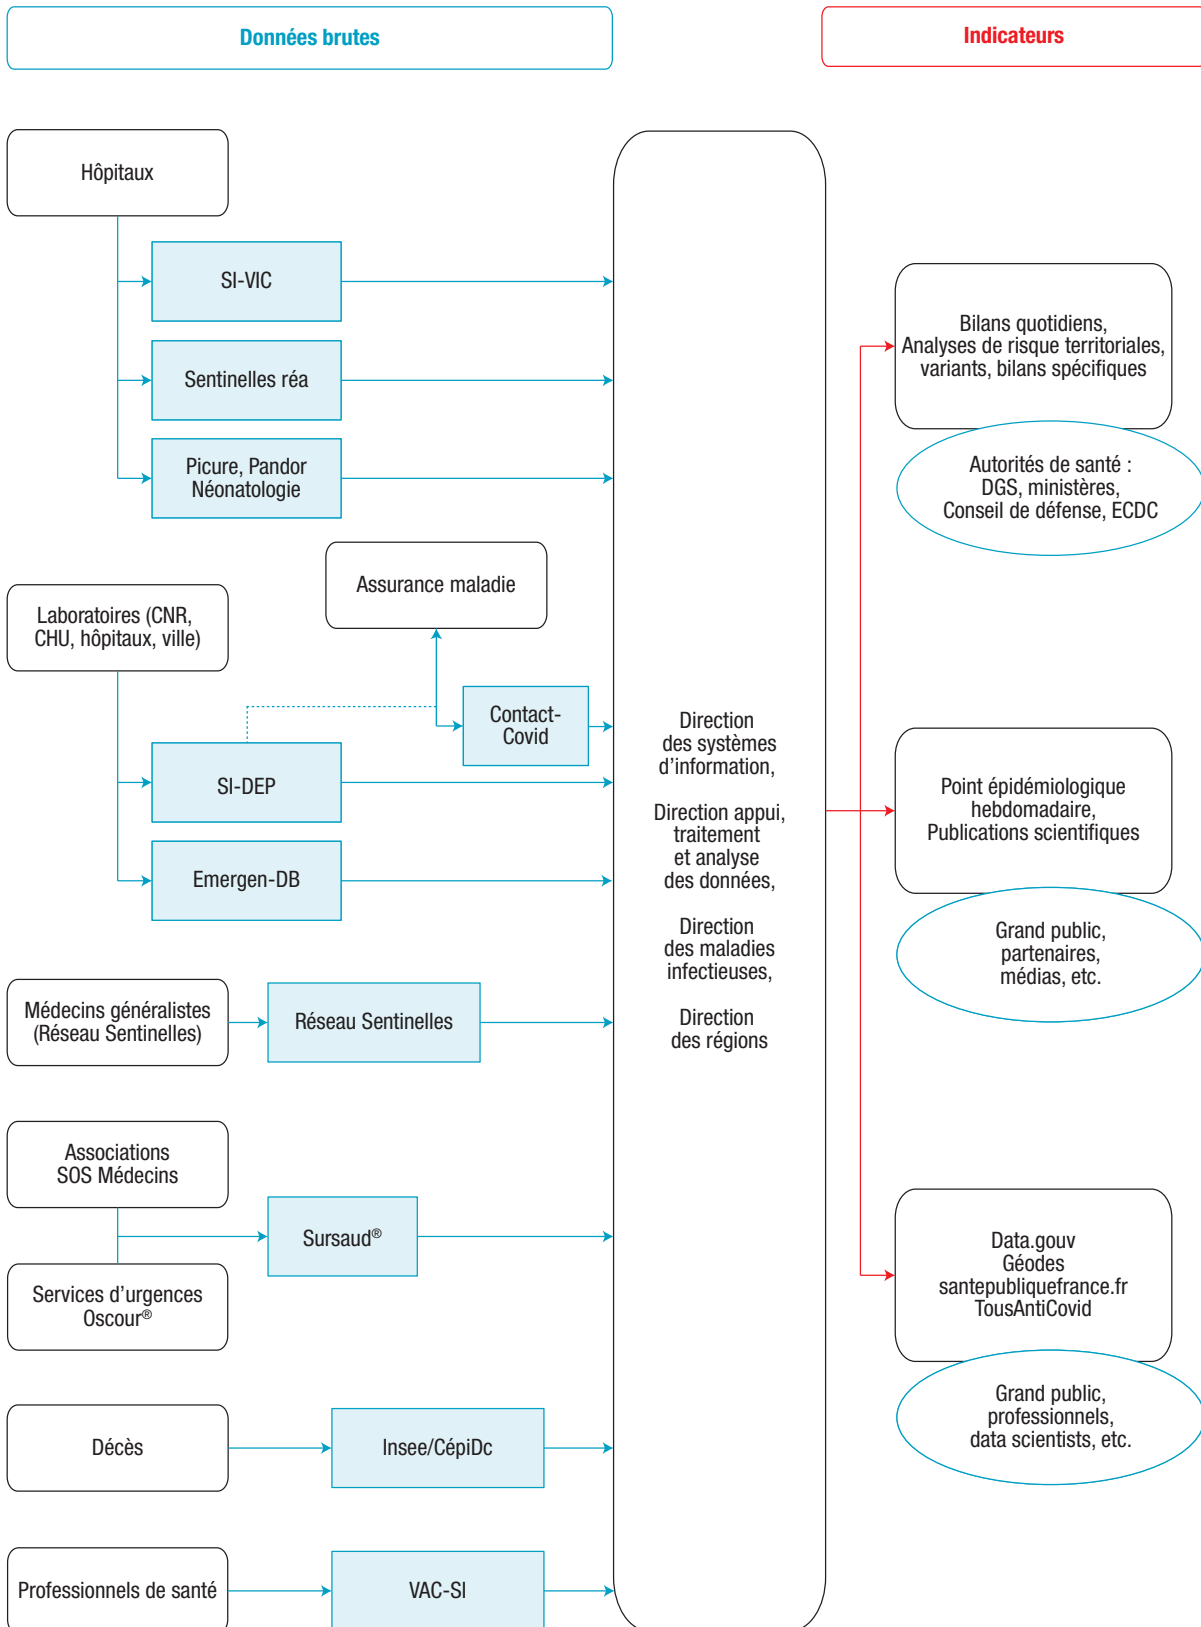 Données brutes
Indicateurs
Hôpitaux
SI-VIC
Sentinelles réa
Picure, Pandor
Néonatologie
Assurance maladie
Laboratoires (CNR,
CHU, hôpitaux, ville)
Contact-
Covid
SI-DEP
Emergen-DB
Médecins généralistes
(Réseau Sentinelles)
Réseau Sentinelles
Associations
SOS Médecins
Sursaud®
Services d’urgences
Oscour®
Décès
Insee/CépiDc
Professionnels de santé
VAC-SI
Direction
des systèmes
d’information,
Direction appui,
traitement
et analyse
des données,
Direction
des maladies
infectieuses,
Direction
des régions
Bilans quotidiens,
Analyses de risque territoriales,
variants, bilans spécifiques
Autorités de santé :
DGS, ministères,
Conseil de défense, ECDC
Point épidémiologique
hebdomadaire,
Publications scientifiques
Grand public,
partenaires,
médias, etc.
Data.gouv
Géodes
santepubliquefrance.fr
TousAntiCovid
Grand public,
professionnels,
data scientists, etc.